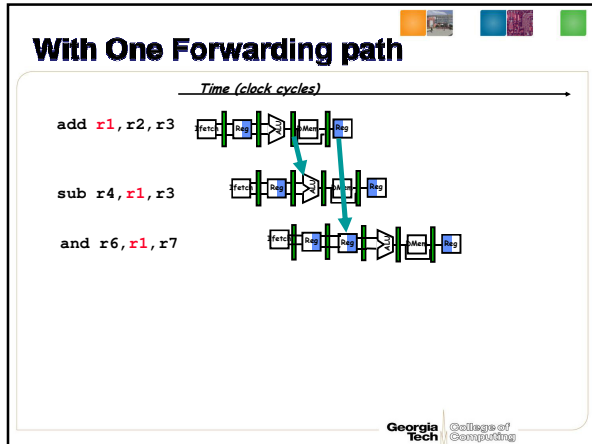 With One Forwarding path
Time (clock cycles)
add r1,r2,r3
Ifetch Reg ALU DMem Reg
sub r4,r1,r3
Ifetch Reg ALU DMem Reg
and r6,r1,r7
Ifetch Reg Reg ALU DMem Reg
Georgia Tech College of Computing